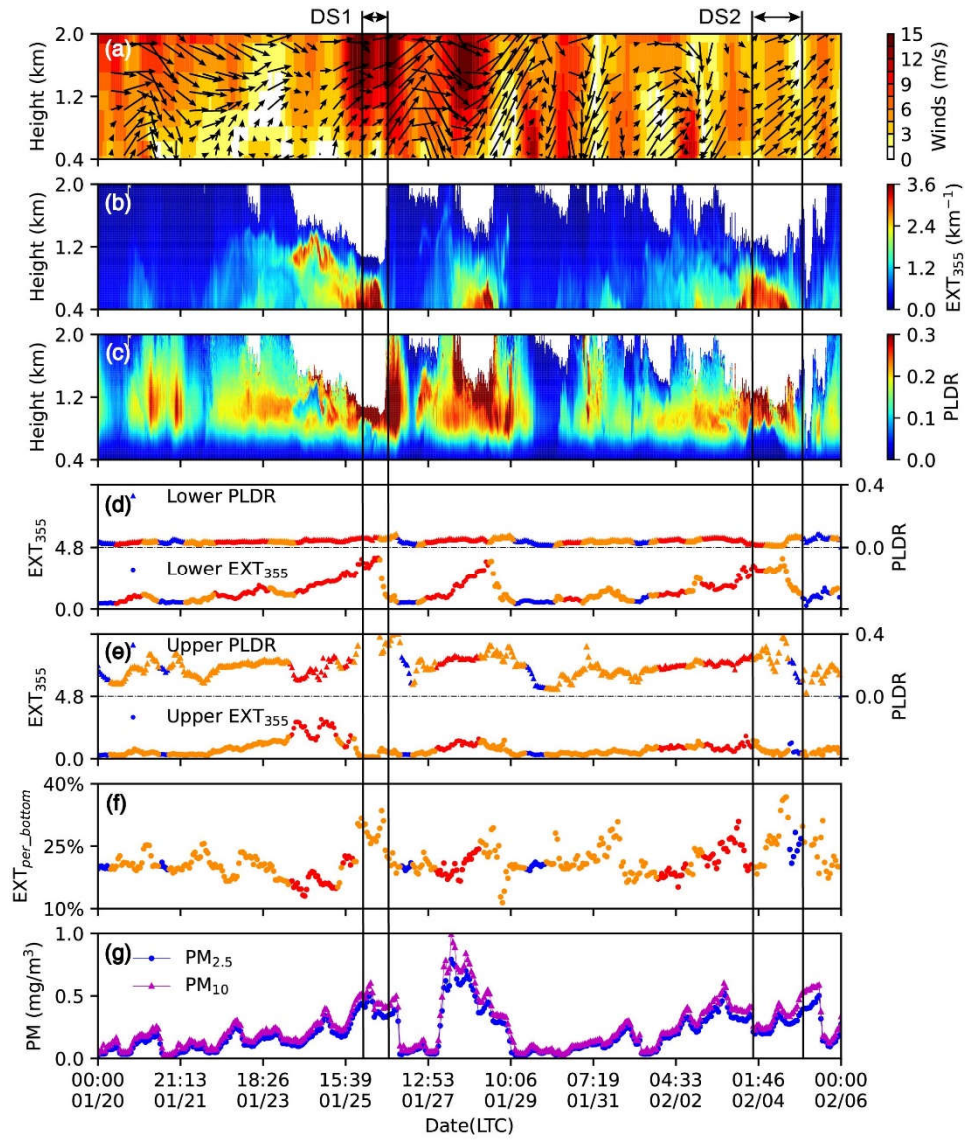 DS1 DS2
(a)
2.0
1.2
0.4
Height (km)
15
12
9
6
3
0
Winds (m/s)
(b)
2.0
1.2
0.4
Height (km)
3.6
2.4
1.2
0.0
EXT355 (km−1)
(c)
2.0
1.2
0.4
Height (km)
0.3
0.2
0.1
0.0
PLDR
(d)
Lower PLDR
Lower EXT355
EXT355
4.8
0.0
0.4
0.0
PLDR
(e)
Upper PLDR
Upper EXT355
EXT355
4.8
0.0
0.4
0.0
PLDR
(f)
40%
25%
10%
EXTper_bottom
(g)
PM2.5
PM10
1.0
0.5
0.0
PM (mg/m3)
00:00 21:13 18:26 15:39 12:53 10:06 07:19 04:33 01:46 00:00
01/20 01/21 01/23 01/25 01/27 01/29 01/31 02/02 02/04 02/06
Date(LTC)